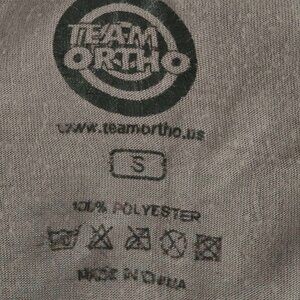 TEAM
ORTHO
www.teamortho.us
S
100% POLYESTER
MADE IN CHINA